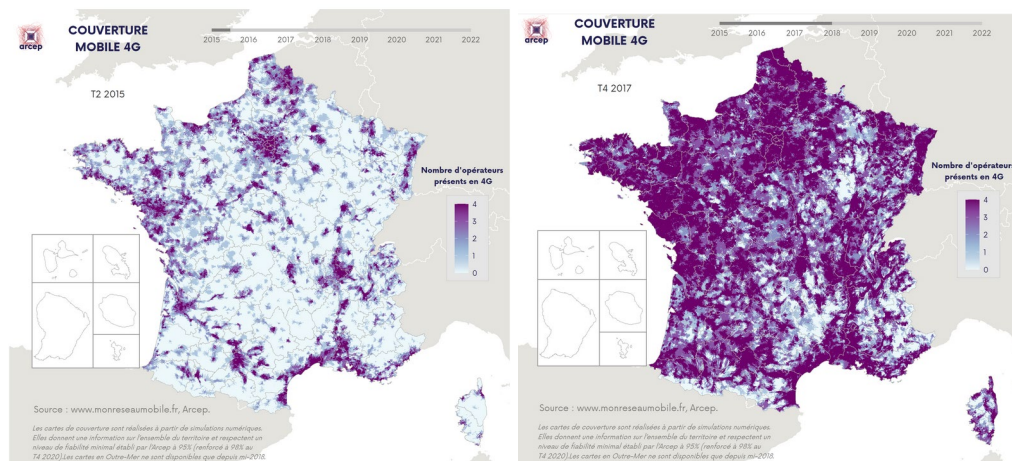 arcep
COUVERTURE
MOBILE 4G
2015 2016 2017 2018 2019 2020 2021 2022
T2 2015
Nombre d'opérateurs
présents en 4G
4
3
2
1
0
Source : www.monreseaumobile.fr, Arcep.
Les cartes de couverture sont réalisées à partir de simulations numériques.
Elles donnent une information sur l'ensemble du territoire et respectent un
niveau de fiabilité minimal établi par l'Arcep à 95% (renforcé à 98% au
T4 2020).Les cartes en Outre-Mer ne sont disponibles que depuis mi-2018.
arcep
COUVERTURE
MOBILE 4G
2015 2016 2017 2018 2019 2020 2021 2022
T4 2017
Nombre d'opérateurs
présents en 4G
4
3
2
1
0
Source : www.monreseaumobile.fr, Arcep.
Les cartes de couverture sont réalisées à partir de simulations numériques.
Elles donnent une information sur l'ensemble du territoire et respectent un
niveau de fiabilité minimal établi par l'Arcep à 95% (renforcé à 98% au
T4 2020).Les cartes en Outre-Mer ne sont disponibles que depuis mi-2018.